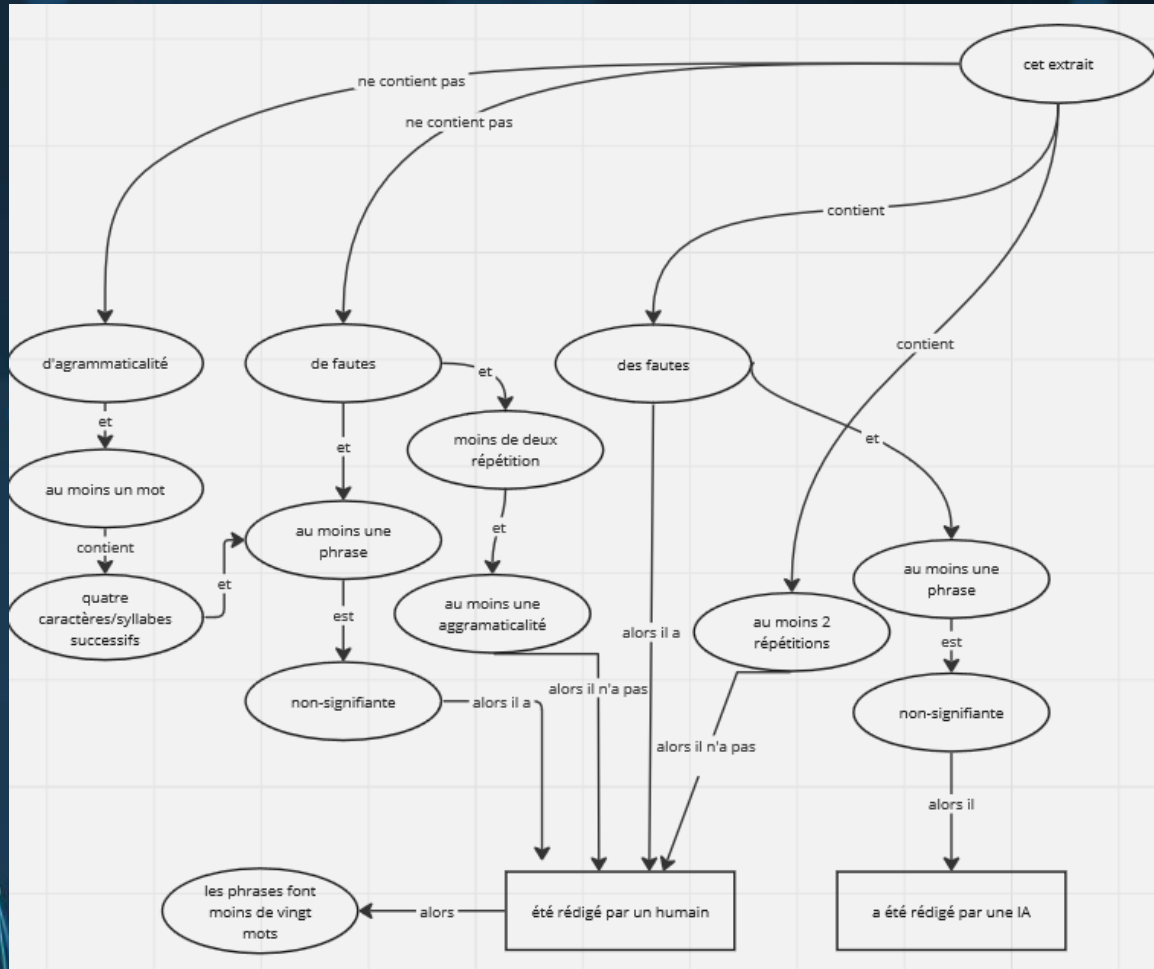 cet extrait
ne contient pas
ne contient pas
contient
contient
d'agrammaticalité
de fautes
des fautes
et
et
et
et
moins de deux
répétition
au moins un mot
contient
au moins une
phrase
et
et
quatre
caractères/syllabes
successifs
est
au moins une
aggramaticalité
alors il a
au moins 2
répétitions
au moins une
phrase
est
non-signifiante
alors il a
alors il n'a pas
alors il n'a pas
non-signifiante
alors il
les phrases font
moins de vingt
mots
alors
été rédigé par un humain
a été rédigé par une IA